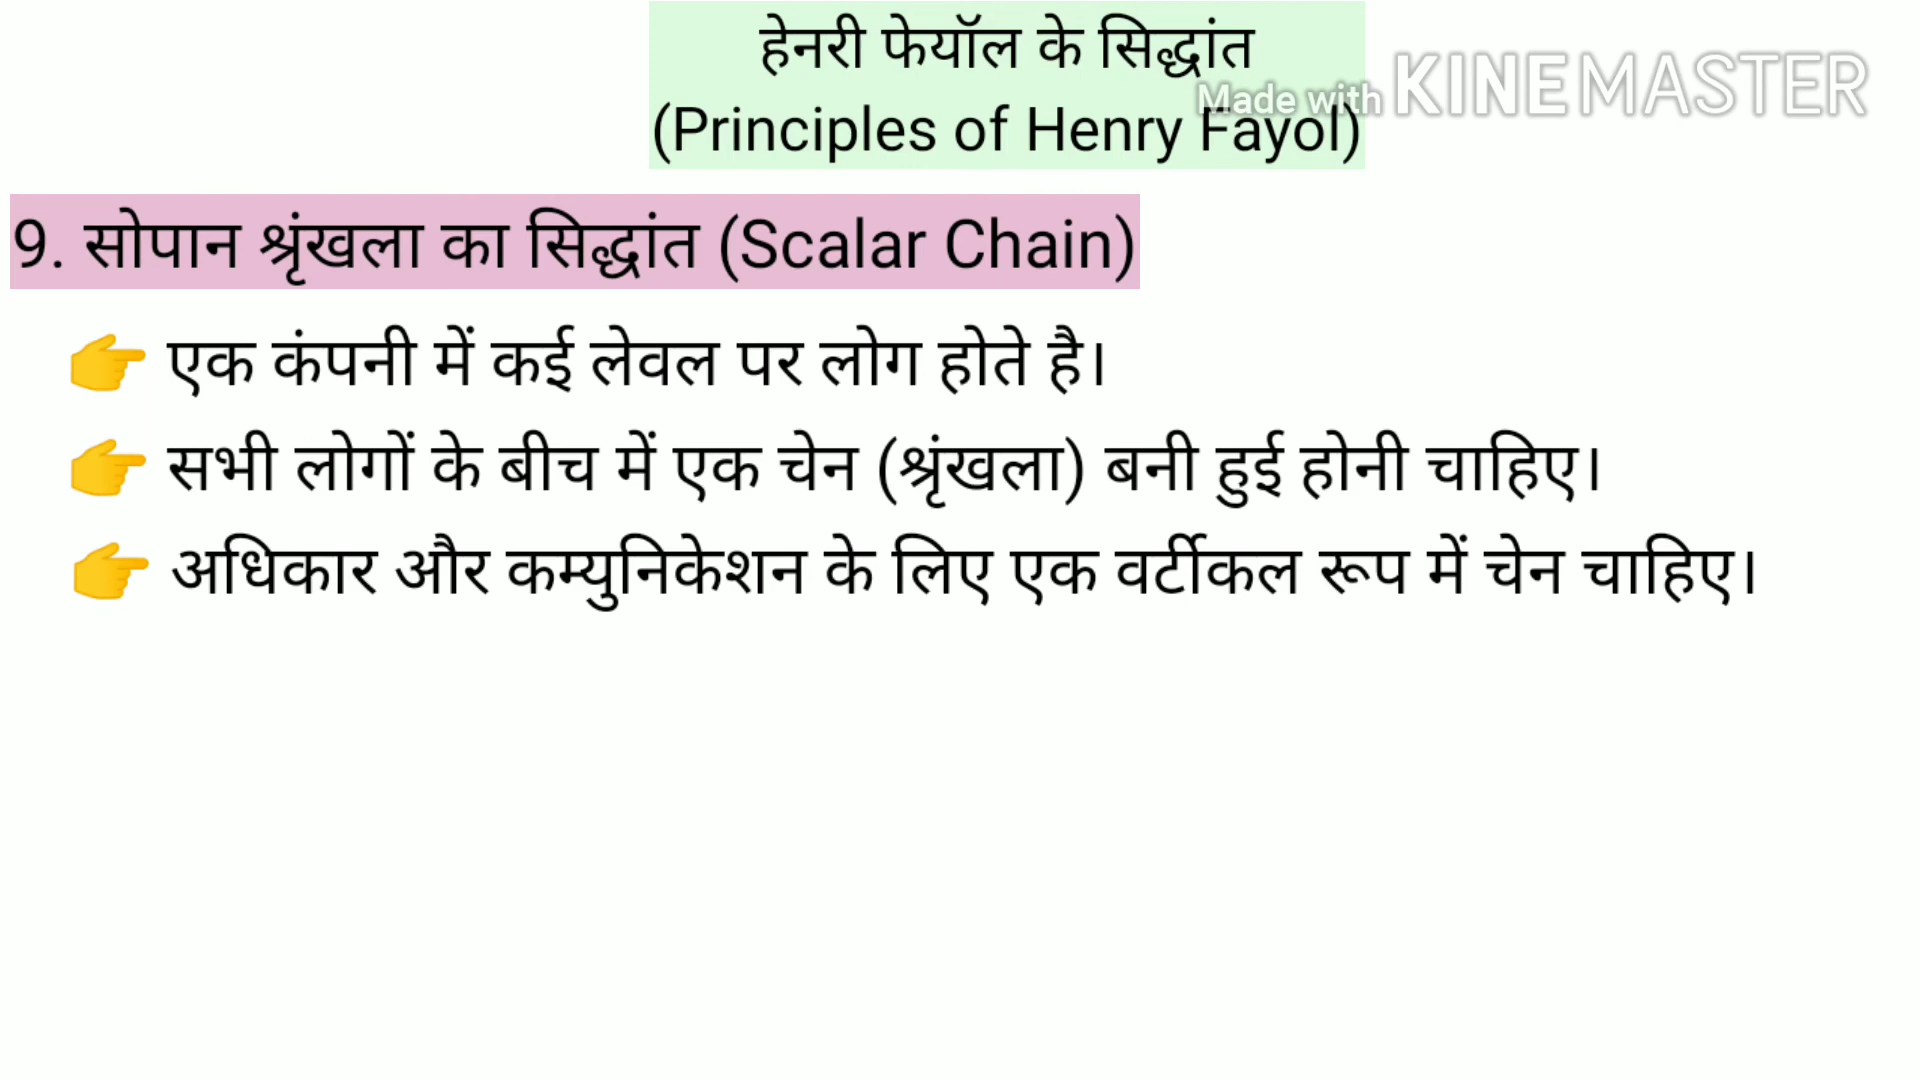 हेनरी फेयॉल के सिद्धांत
(Principles of Henry Fayol)
Made with KINEMASTER
9. सोपान श्रृंखला का सिद्धांत (Scalar Chain)
👉 एक कंपनी में कई लेवल पर लोग होते है।
👉 सभी लोगों के बीच में एक चेन (श्रृंखला) बनी हुई होनी चाहिए।
👉 अधिकार और कम्युनिकेशन के लिए एक वर्टीकल रूप में चेन चाहिए।